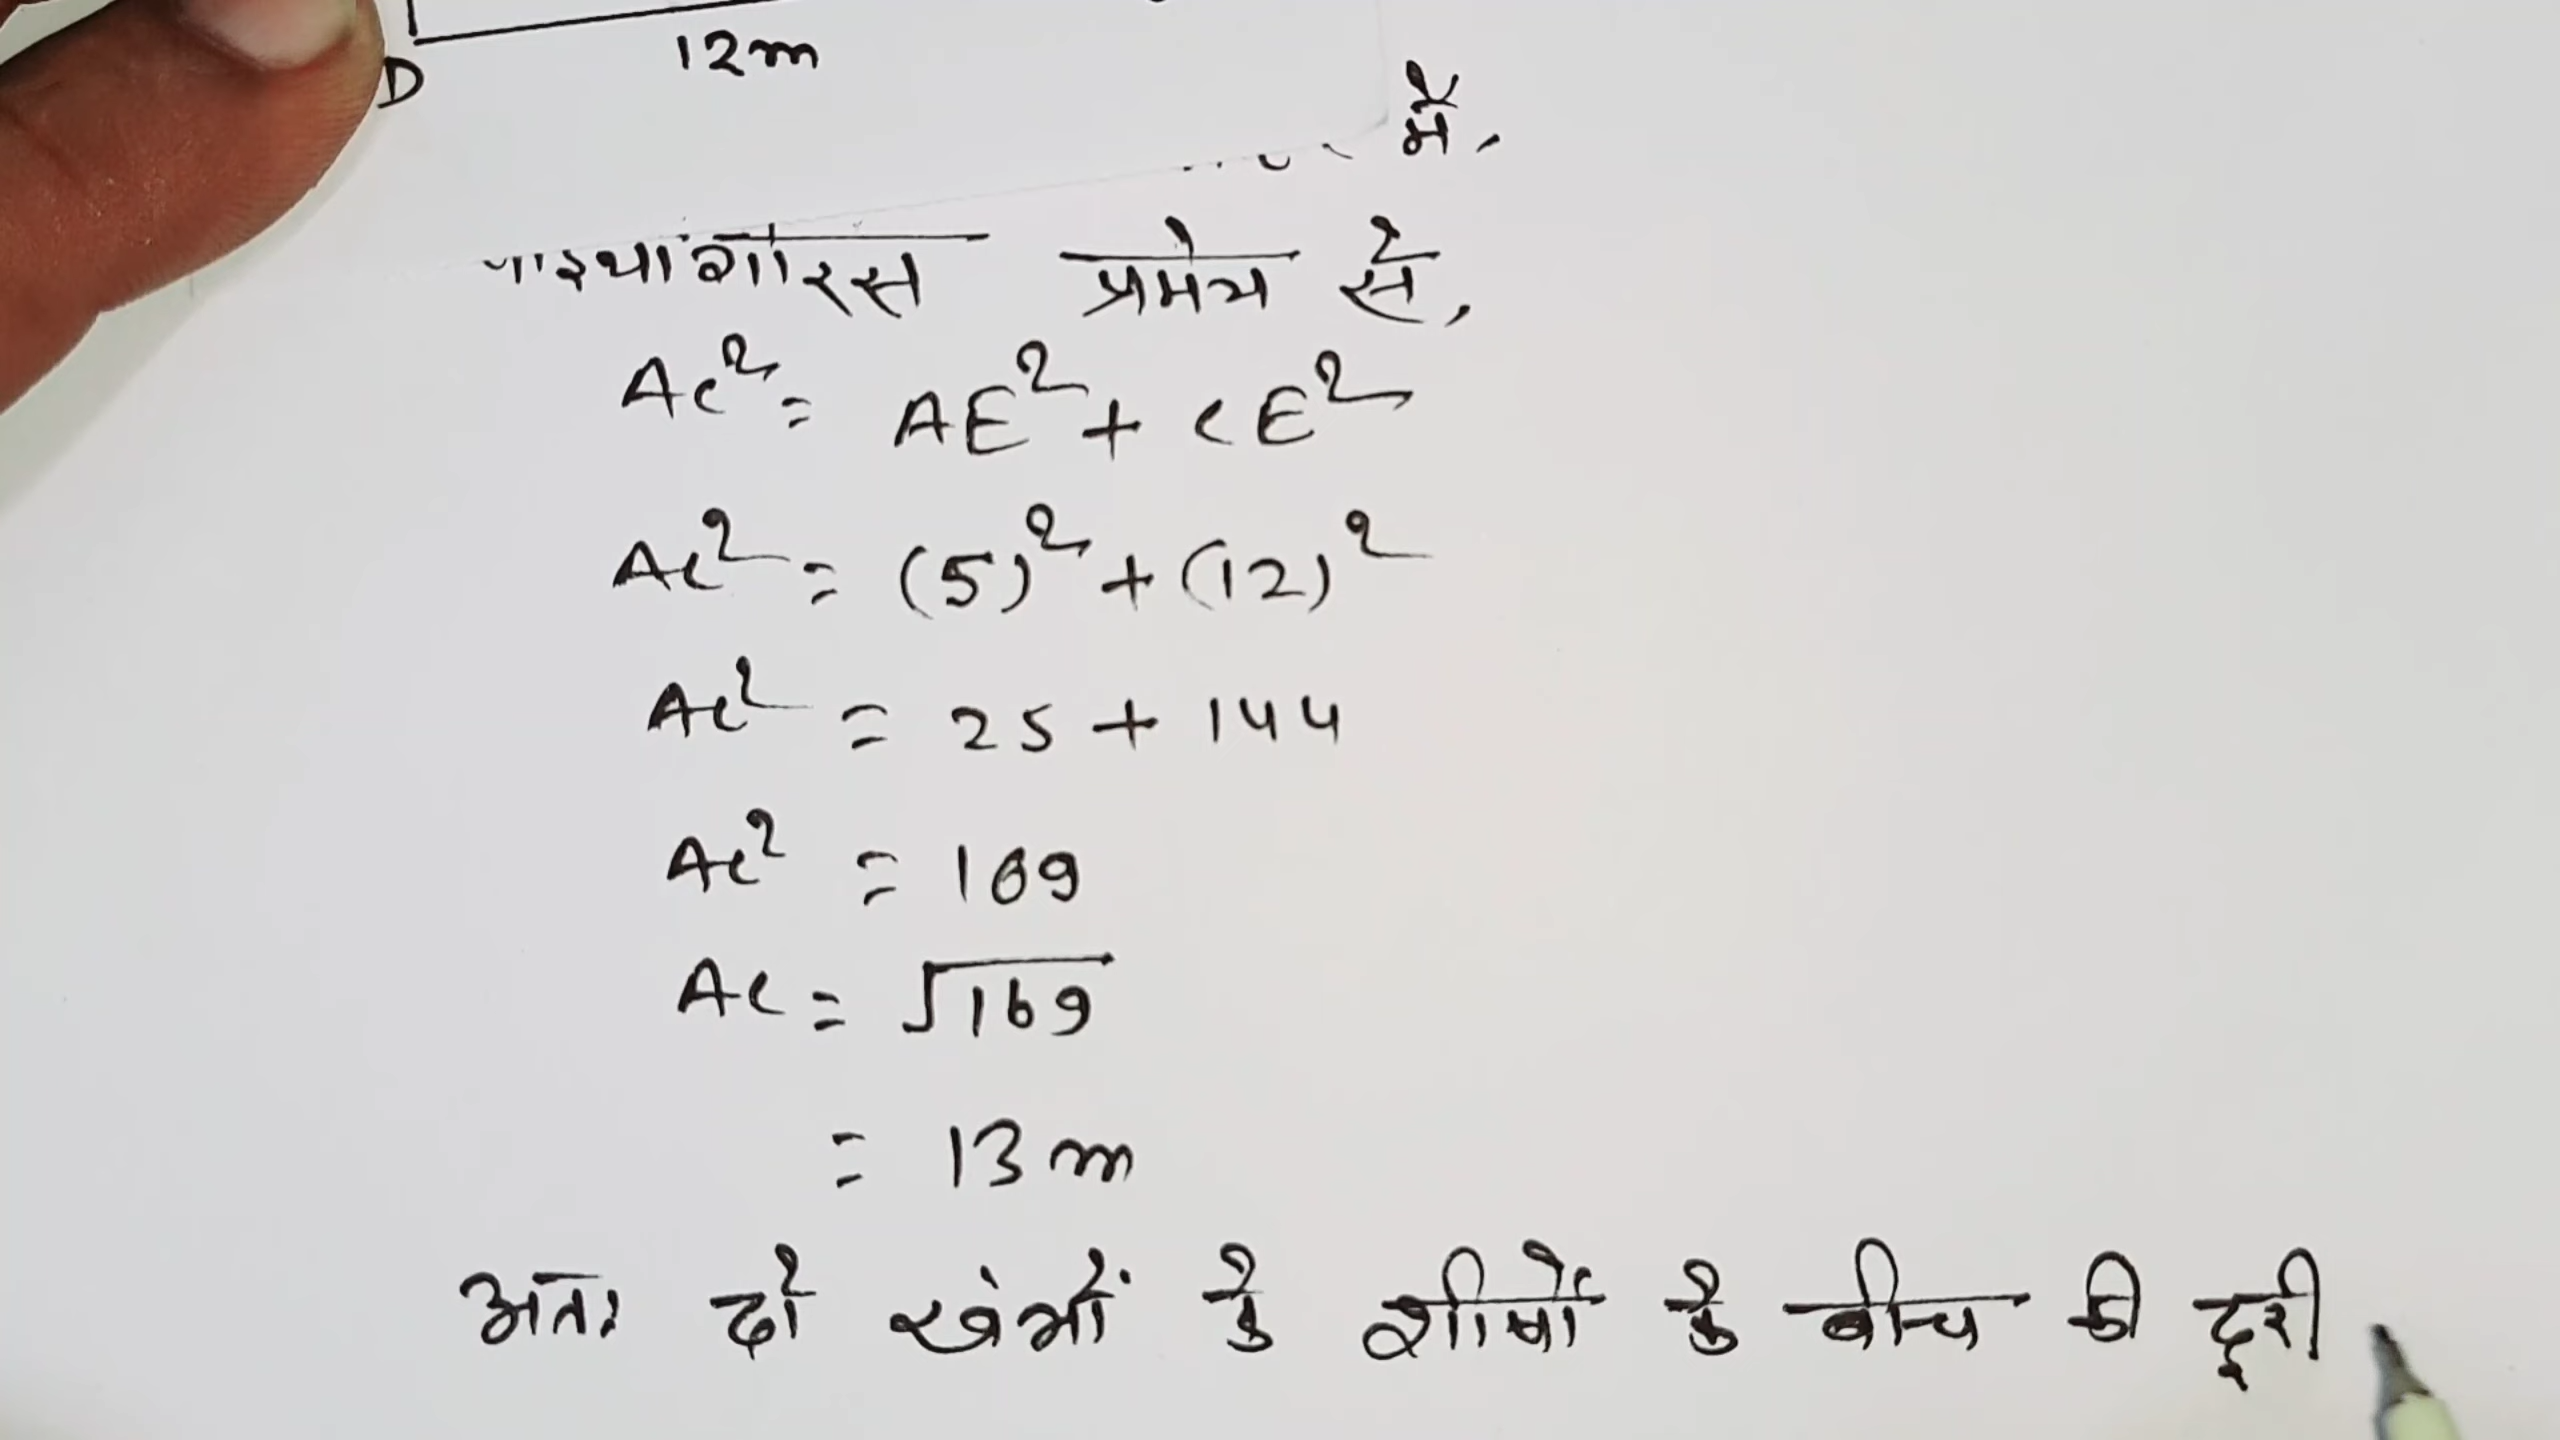 12m
D
में,
पाइथागोरस प्रमेय से,
AC² = AE² + CE²
AC² = (5)² + (12)²
AC² = 25 + 144
AC² = 169
AC = √169
= 13 m
अतः दो खंभों के शीर्षों के बीच की दूरी